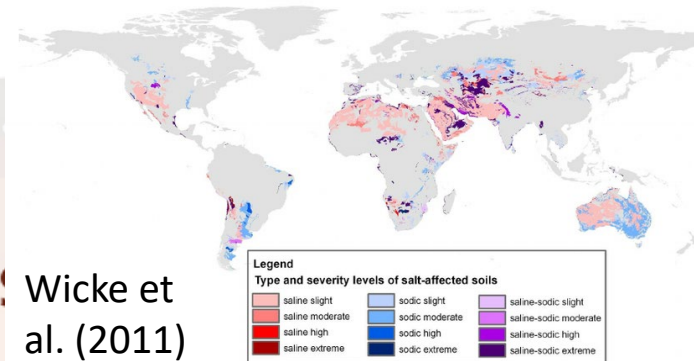 Wicke et
al. (2011)
Legend
Type and severity levels of salt-affected soils
saline slight
saline moderate
saline high
saline extreme
sodic slight
sodic moderate
sodic high
sodic extreme
saline-sodic slight
saline-sodic moderate
saline-sodic high
saline-sodic extreme